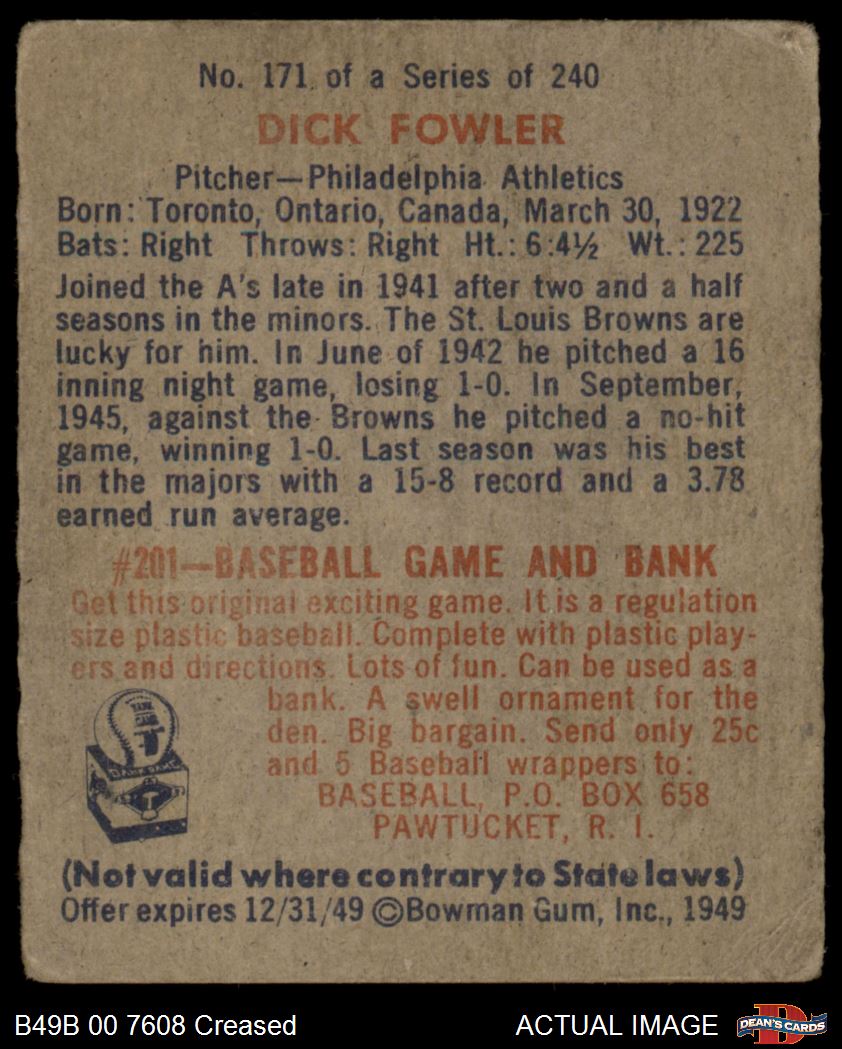 No. 171 of a Series of 240
DICK FOWLER
Pitcher—Philadelphia Athletics
Born: Toronto, Ontario, Canada, March 30, 1922
Bats: Right Throws: Right Ht.: 6:4½ Wt.: 225
Joined the A's late in 1941 after two and a half
seasons in the minors. The St. Louis Browns are
lucky for him. In June of 1942 he pitched a 16
inning night game, losing 1-0. In September,
1945, against the Browns he pitched a no-hit
game, winning 1-0. Last season was his best
in the majors with a 15-8 record and a 3.78
earned run average.
#201—BASEBALL GAME AND BANK
Get this original exciting game. It is a regulation
size plastic baseball. Complete with plastic play-
ers and directions. Lots of fun. Can be used as a
bank. A swell ornament for the
den. Big bargain. Send only 25c
and 5 Baseball wrappers to:
BASEBALL, P.O. BOX 658
PAWTUCKET, R. I.
BANK GAME
(Not valid where contrary to State laws)
Offer expires 12/31/49 ©Bowman Gum, Inc., 1949
B49B 00 7608 Creased
ACTUAL IMAGE
DEAN'S CARDS